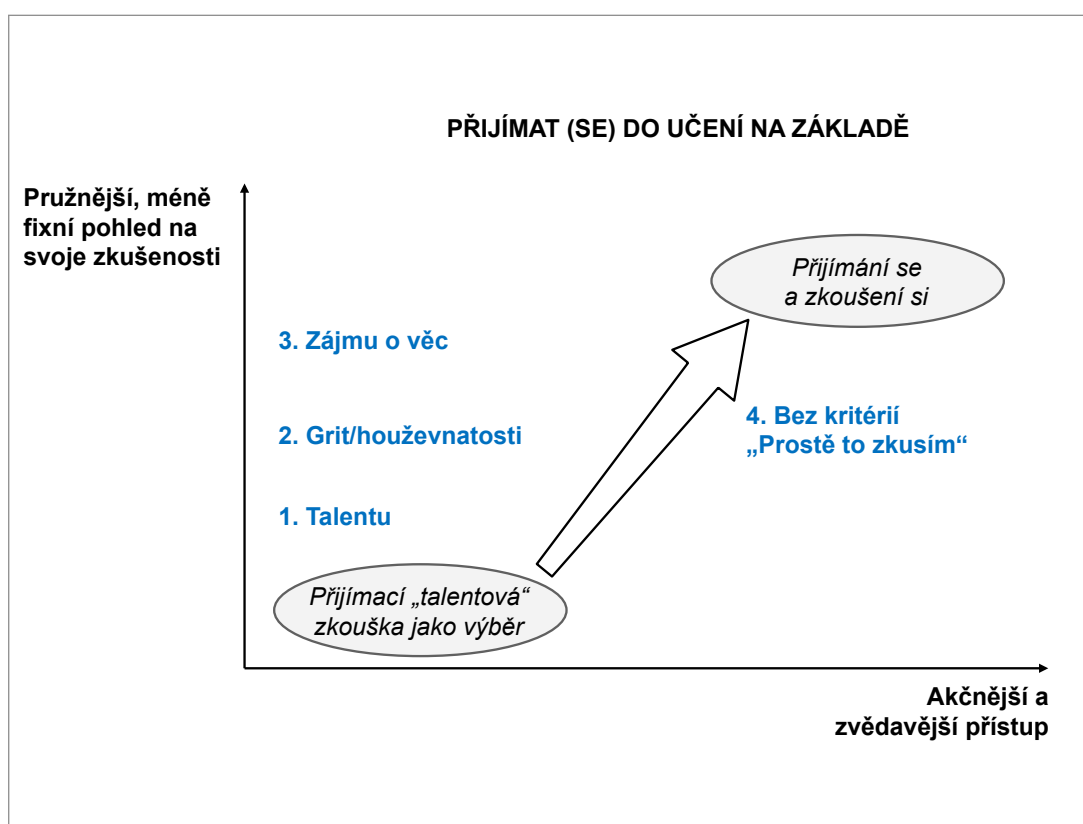 PŘIJÍMAT (SE) DO UČENÍ NA ZÁKLADĚ
Pružnější, méně
fixní pohled na
svoje zkušenosti
Přijímání se
a zkoušení si
3. Zájmu o věc
4. Bez kritérií
„Prostě to zkusím“
2. Grit/houževnatosti
1. Talentu
Přijímací „talentová“
zkouška jako výběr
Akčnější a
zvědavější přístup